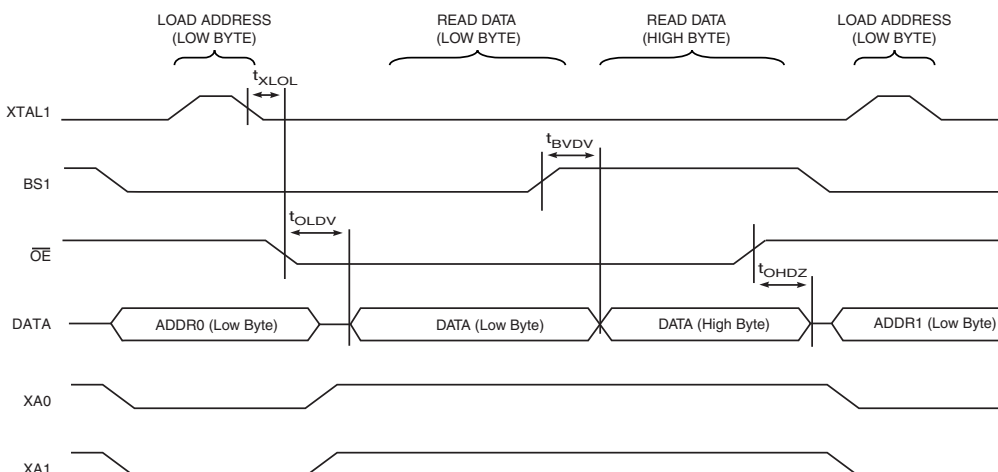 LOAD ADDRESS
(LOW BYTE)
READ DATA
(LOW BYTE)
READ DATA
(HIGH BYTE)
LOAD ADDRESS
(LOW BYTE)
tXLOL
XTAL1
tBVDV
BS1
tOLDV
OE
tOHDZ
DATA
ADDR0 (Low Byte)
DATA (Low Byte)
DATA (High Byte)
ADDR1 (Low Byte)
XA0
XA1